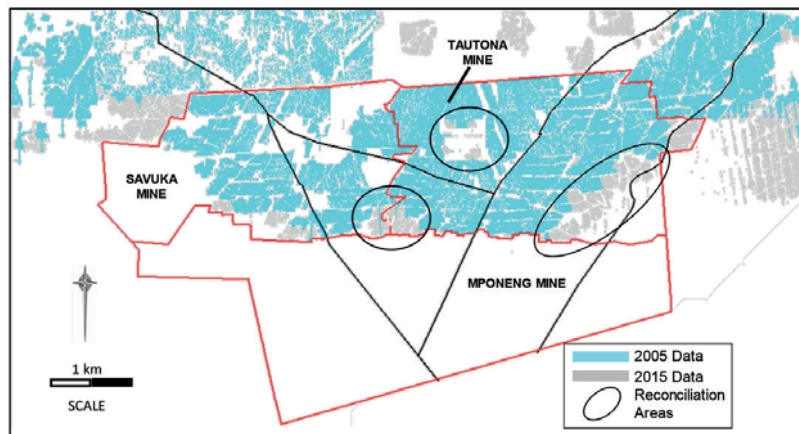 TAUTONA
MINE
SAVUKA
MINE
MPONENG MINE
1 km
SCALE
2005 Data
2015 Data
Reconciliation
Areas